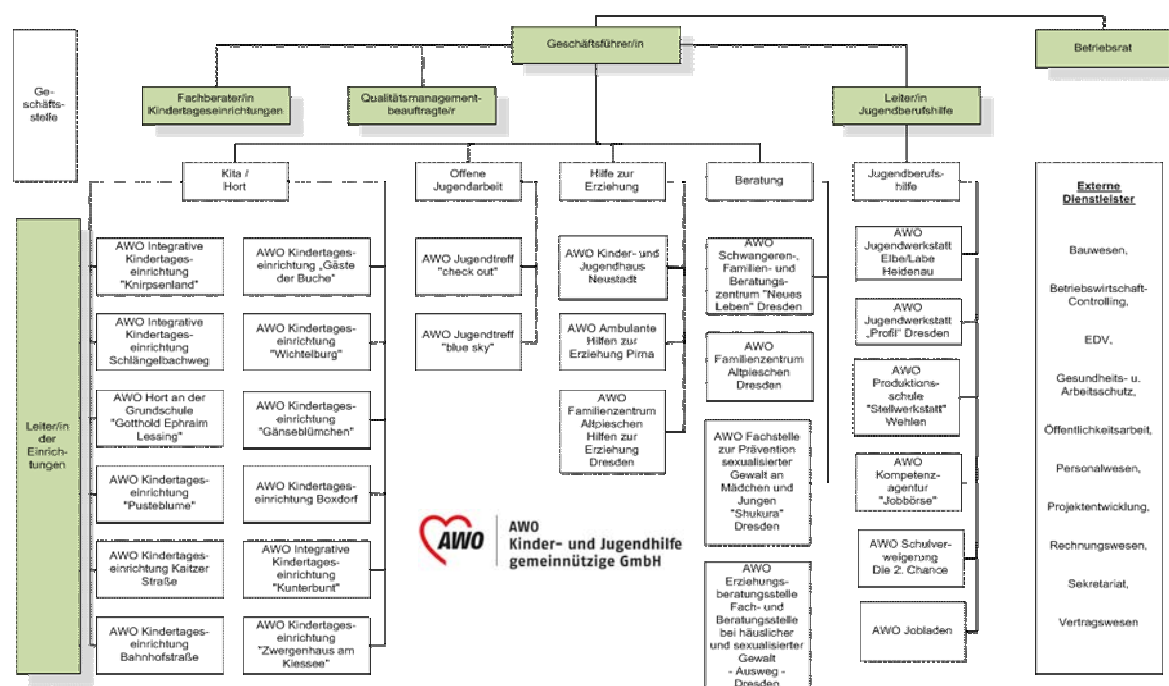 Geschäftsführer/in
Betriebsrat
Ge-
schäfts-
stelle
Fachberater/in
Kindertageseinrichtungen
Qualitätsmanagement-
beauftragte/r
Leiter/in
Jugendberufshilfe
Kita /
Hort
Offene
Jugendarbeit
Hilfe zur
Erziehung
Beratung
Jugendberufs-
hilfe
Leiter/in
der
Einrich-
tungen
AWO Integrative
Kindertages-
einrichtung
"Knirpsenland"
AWO Integrative
Kindertages-
einrichtung
Schlängelbachweg
AWO Hort an der
Grundschule
"Gotthold Ephraim
Lessing"
AWO Kindertages-
einrichtung
"Pusteblume"
AWO Kindertages-
einrichtung Kaitzer
Straße
AWO Kindertages-
einrichtung
Bahnhofstraße
AWO Kindertages-
einrichtung „Gäste
der Buche"
AWO Kindertages-
einrichtung
"Wichtelburg"
AWO Kindertages-
einrichtung
"Gänseblümchen"
AWO Kindertages-
einrichtung Boxdorf
AWO Integrative
Kindertages-
einrichtung
"Kunterbunt"
AWO Kindertages-
einrichtung
"Zwergenhaus am
Kiessee"
AWO Jugendtreff
"check out"
AWO Jugendtreff
"blue sky"
AWO Kinder- und
Jugendhaus
Neustadt
AWO Ambulante
Hilfen zur
Erziehung Pirna
AWO
Familienzentrum
Altpieschen
Hilfen zur
Erziehung
Dresden
AWO
Schwangeren-,
Familien- und
Beratungs-
zentrum "Neues
Leben" Dresden
AWO
Familienzentrum
Altpieschen
Dresden
AWO Fachstelle
zur Prävention
sexualisierter
Gewalt an
Mädchen und
Jungen
"Shukura"
Dresden
AWO
Erziehungs-
beratungsstelle
Fach- und
Beratungsstelle
bei häuslicher
und sexualisierter
Gewalt
- Ausweg -
Dresden
AWO
Jugendwerkstatt
Elbe/Labe
Heidenau
AWO
Jugendwerkstatt
„Profil" Dresden
AWO
Produktions-
schule
"Stellwerkstatt"
Wehlen
AWO
Kompetenz-
agentur
"Jobbörse"
AWO Schulver-
weigerung
Die 2. Chance
AWO Jobladen
Externe
Dienstleister
Bauwesen,
Betriebswirtschaft-
Controlling,
EDV,
Gesundheits- u.
Arbeitsschutz,
Öffentlichkeitsarbeit,
Personalwesen,
Projektentwicklung,
Rechnungswesen,
Sekretariat,
Vertragswesen
AWO
AWO
Kinder- und Jugendhilfe
gemeinnützige GmbH